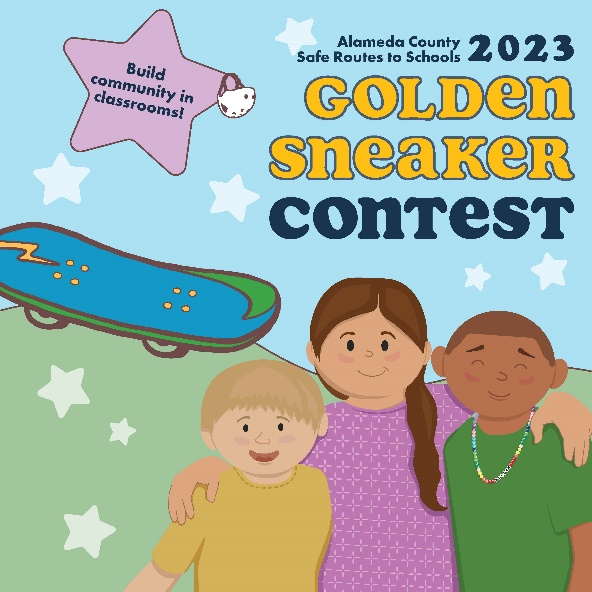 Build
community in
classrooms!
Alameda County
Safe Routes to Schools 2023
GOLDen
SneaKeR
COnTeST